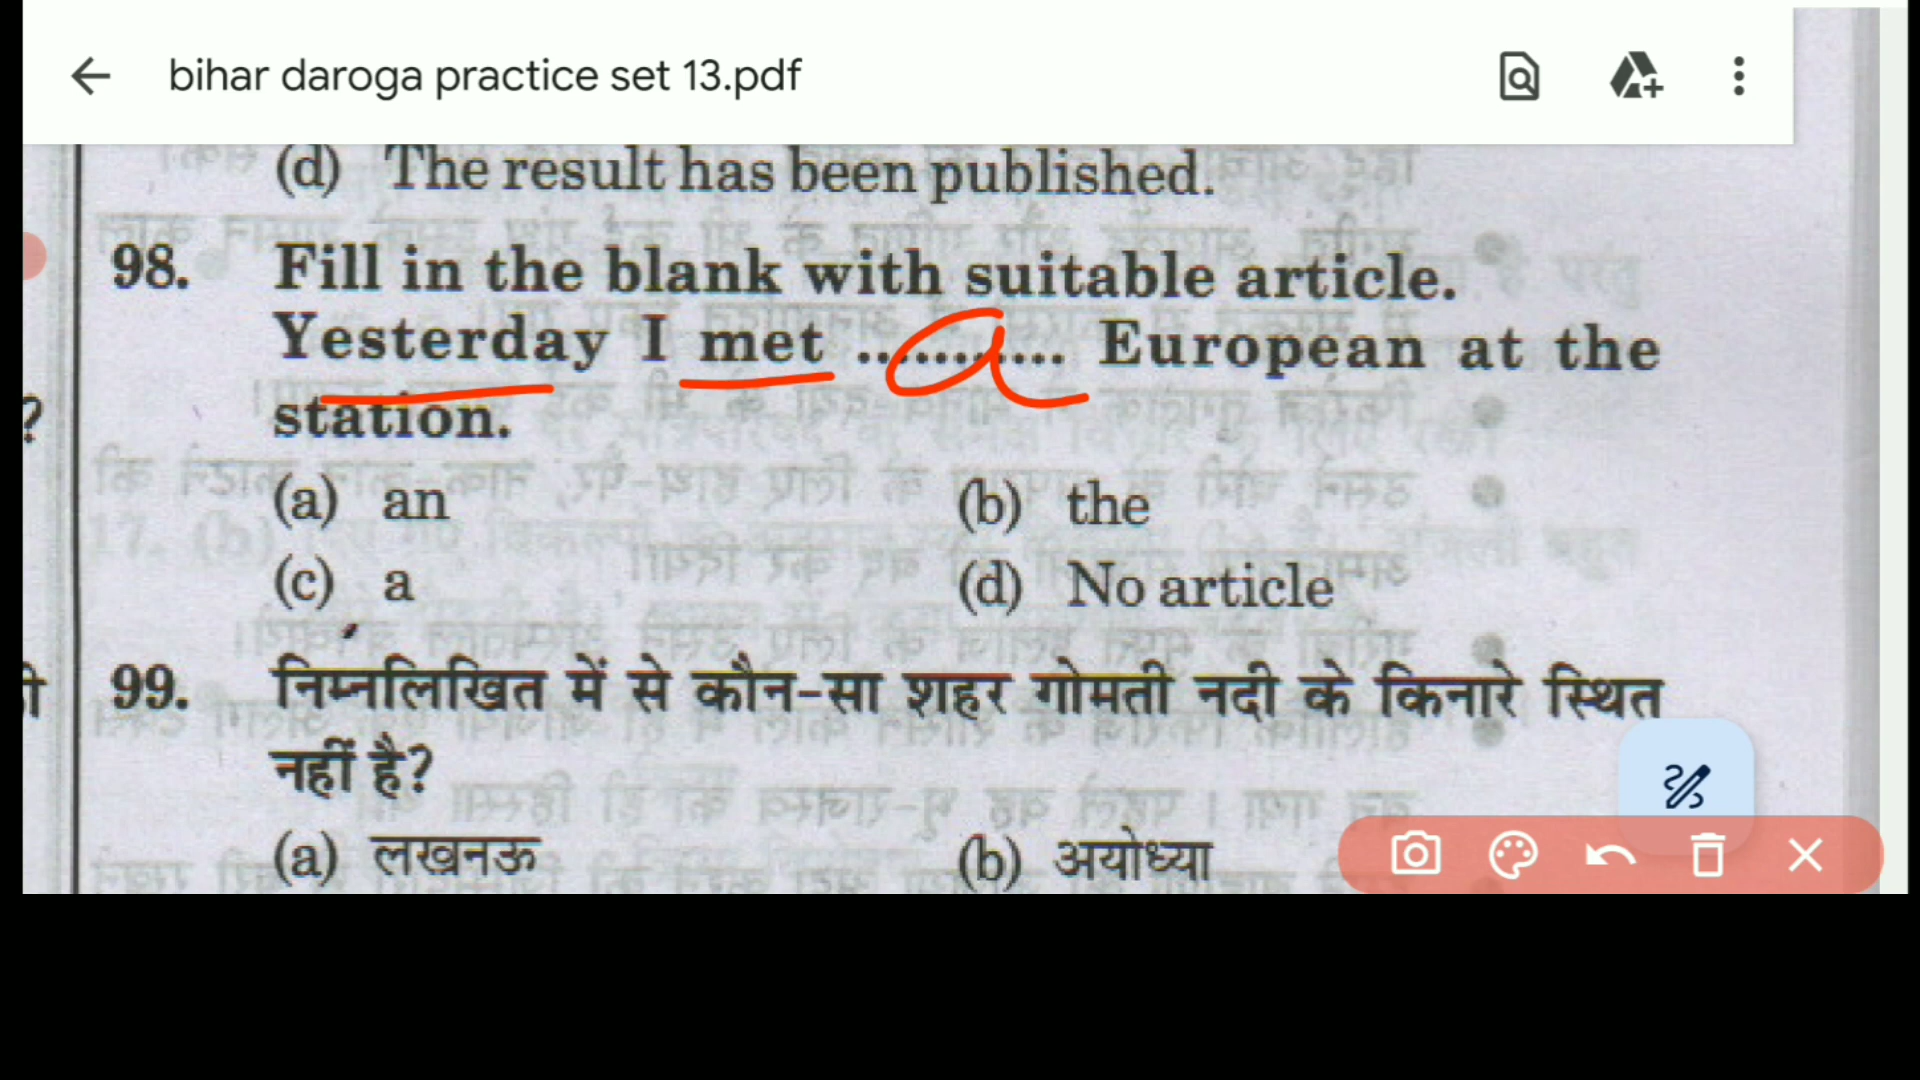 bihar daroga practice set 13.pdf
(d) The result has been published.
98. Fill in the blank with suitable article.
Yesterday I met ............ European at the
a
station.
?
(a) an (b) the
(c) a (d) No article
99. निम्नलिखित में से कौन-सा शहर गोमती नदी के किनारे स्थित
नहीं है?
(a) लखनऊ (b) अयोध्या